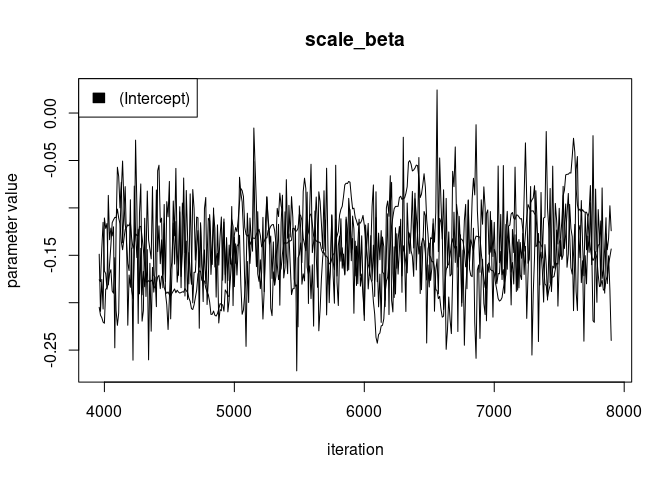 scale_beta
(Intercept)
parameter value
0.00
-0.05
-0.15
-0.25
4000 5000 6000 7000 8000
iteration